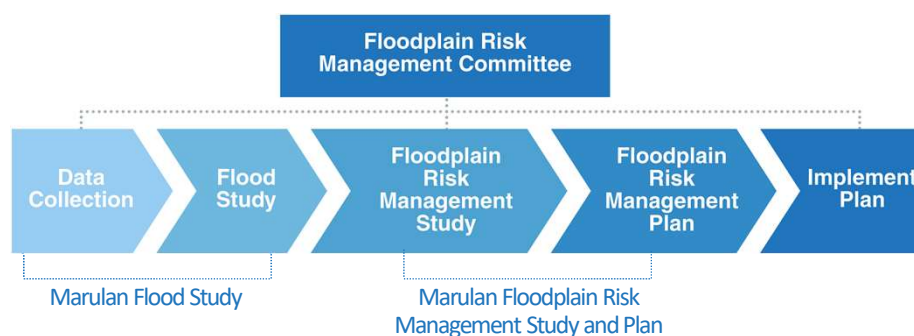 Floodplain Risk
Management Committee
Data
Collection
Flood
Study
Floodplain
Risk
Management
Study
Floodplain
Risk
Management
Plan
Implement
Plan
Marulan Flood Study
Marulan Floodplain Risk
Management Study and Plan